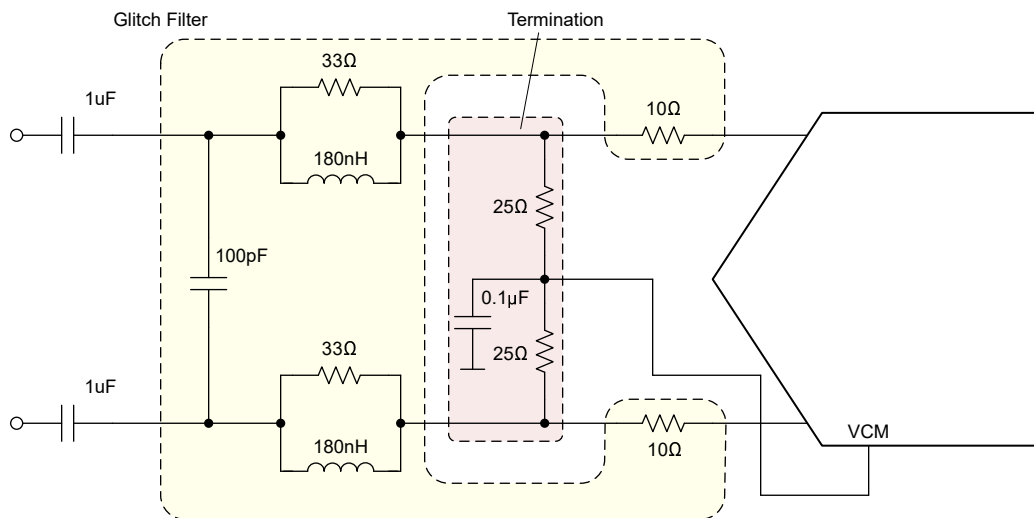 Glitch Filter
Termination
33Ω
10Ω
1uF
180nH
25Ω
100pF
0.1µF
25Ω
33Ω
1uF
VCM
180nH
10Ω